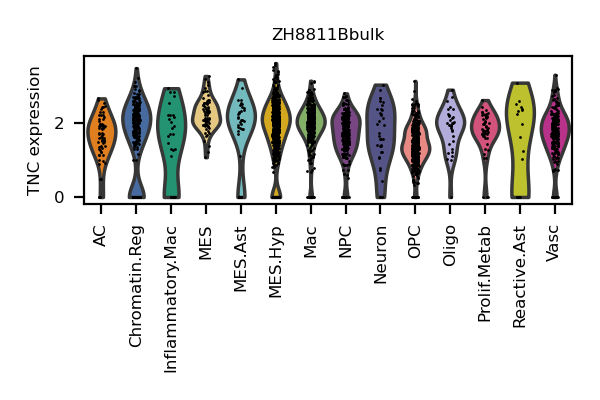 ZH8811Bbulk
TNC expression
2
0
AC
Chromatin.Reg
Inflammatory.Mac
MES
MES.Ast
MES.Hyp
Mac
NPC
Neuron
OPC
Oligo
Prolif.Metab
Reactive.Ast
Vasc